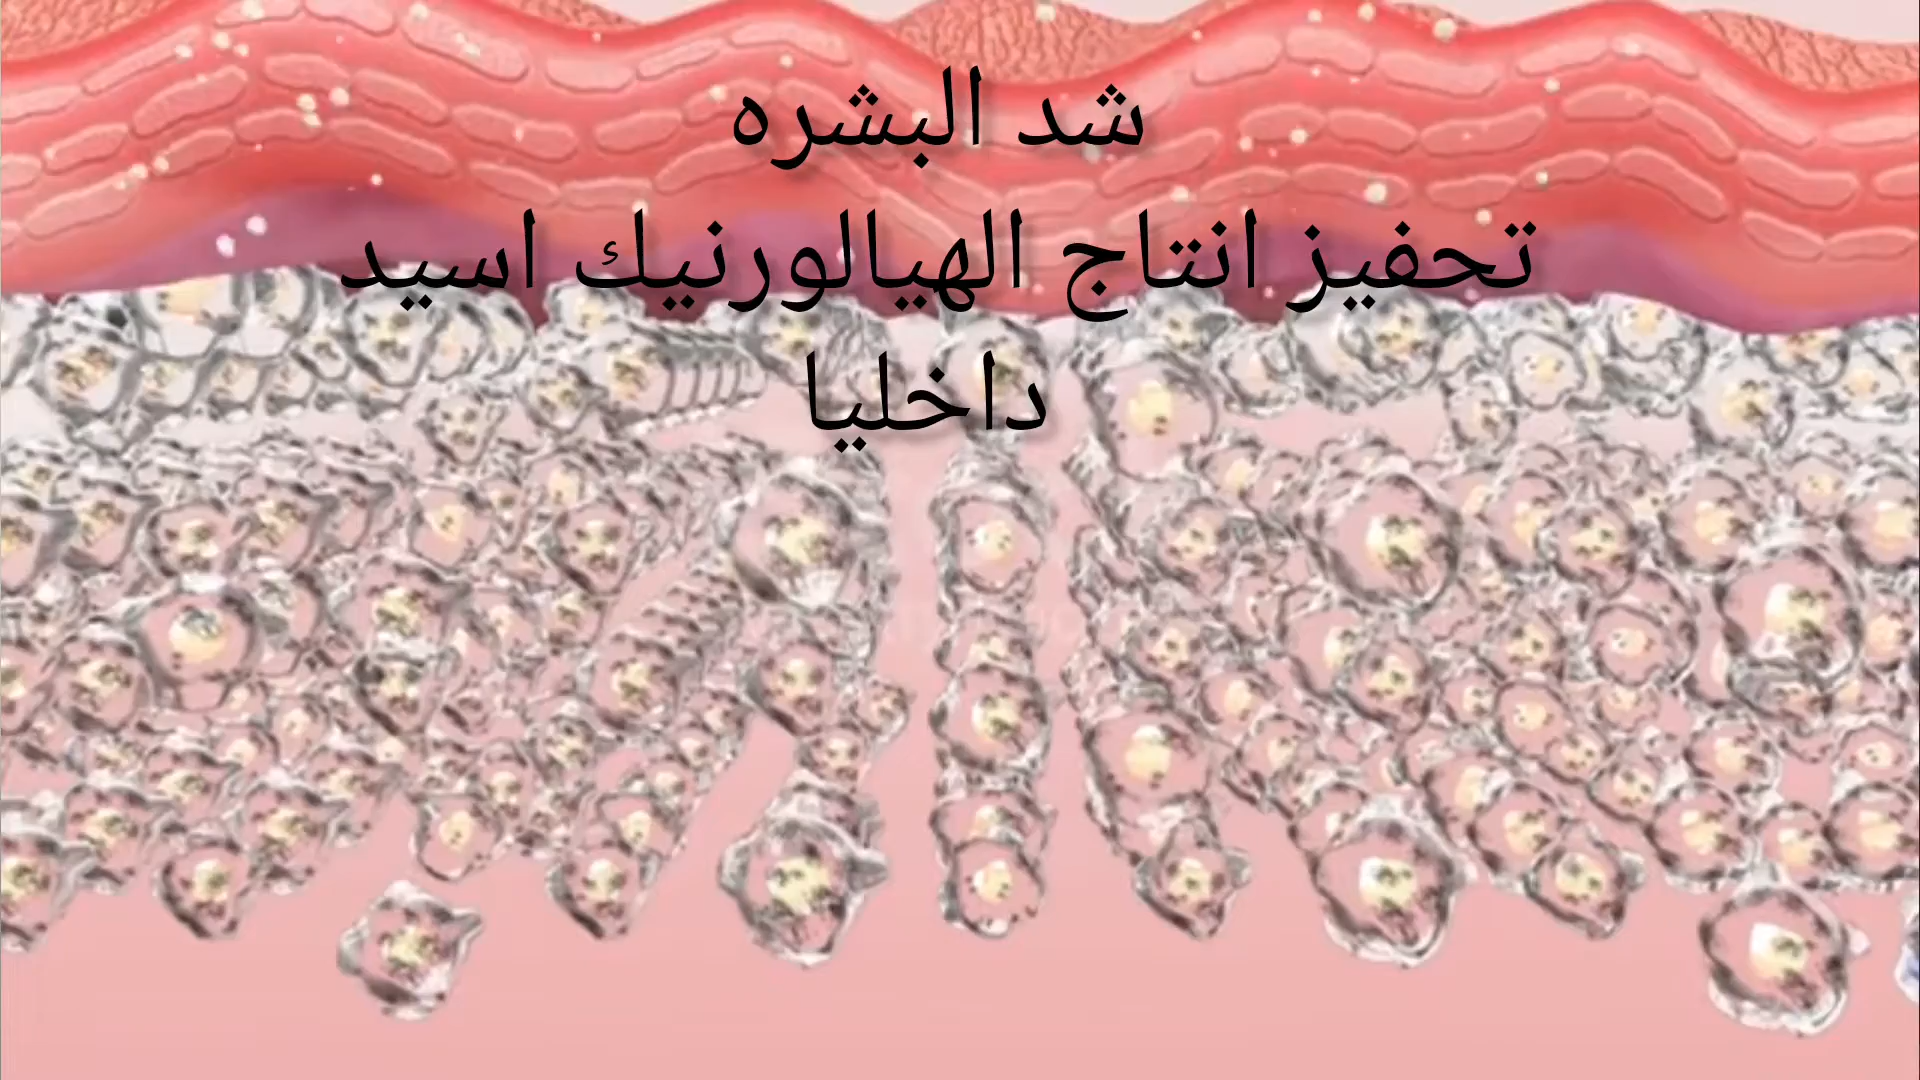 شد البشره
تحفيز انتاج الهيالورنيك اسيد
داخليا